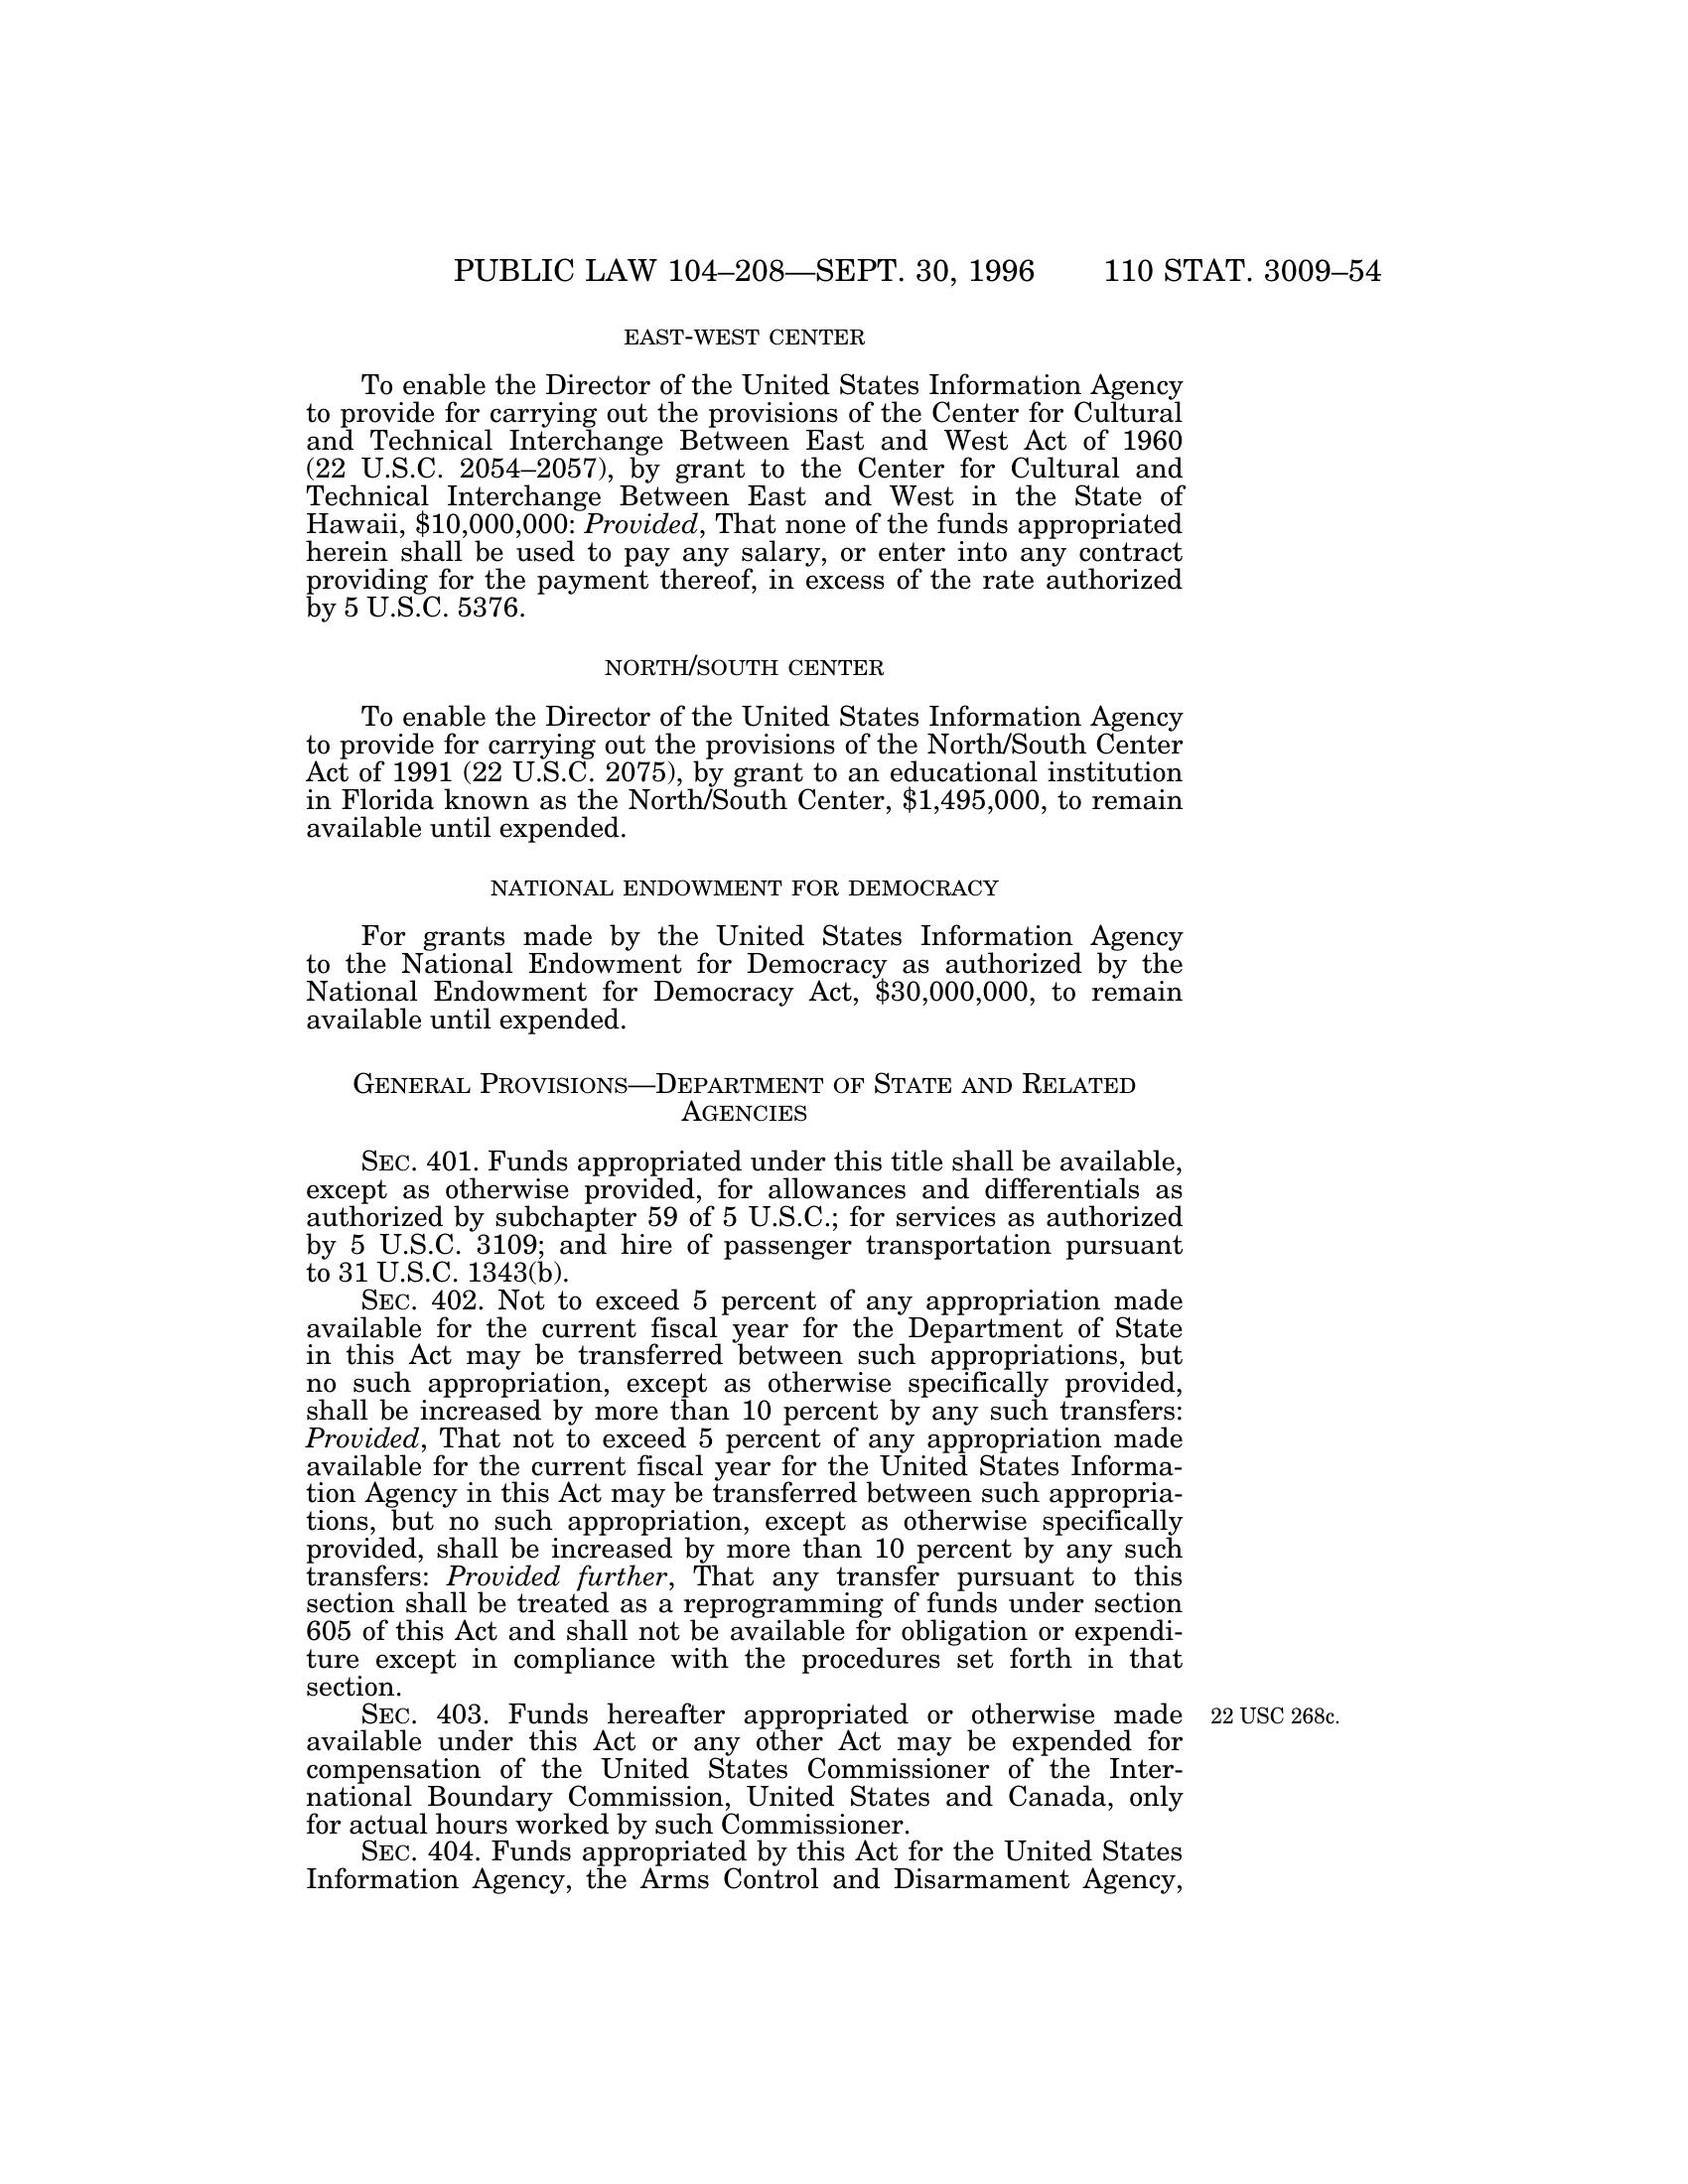 PUBLIC LAW 104–208—SEPT. 30, 1996 110 STAT. 3009–54
EAST-WEST CENTER
To enable the Director of the United States Information Agency
to provide for carrying out the provisions of the Center for Cultural
and Technical Interchange Between East and West Act of 1960
(22 U.S.C. 2054–2057), by grant to the Center for Cultural and
Technical Interchange Between East and West in the State of
Hawaii, $10,000,000: Provided, That none of the funds appropriated
herein shall be used to pay any salary, or enter into any contract
providing for the payment thereof, in excess of the rate authorized
by 5 U.S.C. 5376.
NORTH/SOUTH CENTER
To enable the Director of the United States Information Agency
to provide for carrying out the provisions of the North/South Center
Act of 1991 (22 U.S.C. 2075), by grant to an educational institution
in Florida known as the North/South Center, $1,495,000, to remain
available until expended.
NATIONAL ENDOWMENT FOR DEMOCRACY
For grants made by the United States Information Agency
to the National Endowment for Democracy as authorized by the
National Endowment for Democracy Act, $30,000,000, to remain
available until expended.
GENERAL PROVISIONS—DEPARTMENT OF STATE AND RELATED
AGENCIES
SEC. 401. Funds appropriated under this title shall be available,
except as otherwise provided, for allowances and differentials as
authorized by subchapter 59 of 5 U.S.C.; for services as authorized
by 5 U.S.C. 3109; and hire of passenger transportation pursuant
to 31 U.S.C. 1343(b).
SEC. 402. Not to exceed 5 percent of any appropriation made
available for the current fiscal year for the Department of State
in this Act may be transferred between such appropriations, but
no such appropriation, except as otherwise specifically provided,
shall be increased by more than 10 percent by any such transfers:
Provided, That not to exceed 5 percent of any appropriation made
available for the current fiscal year for the United States Informa-
tion Agency in this Act may be transferred between such appropria-
tions, but no such appropriation, except as otherwise specifically
provided, shall be increased by more than 10 percent by any such
transfers: Provided further, That any transfer pursuant to this
section shall be treated as a reprogramming of funds under section
605 of this Act and shall not be available for obligation or expendi-
ture except in compliance with the procedures set forth in that
section.
SEC. 403. Funds hereafter appropriated or otherwise made 22 USC 268c.
available under this Act or any other Act may be expended for
compensation of the United States Commissioner of the Inter-
national Boundary Commission, United States and Canada, only
for actual hours worked by such Commissioner.
SEC. 404. Funds appropriated by this Act for the United States
Information Agency, the Arms Control and Disarmament Agency,